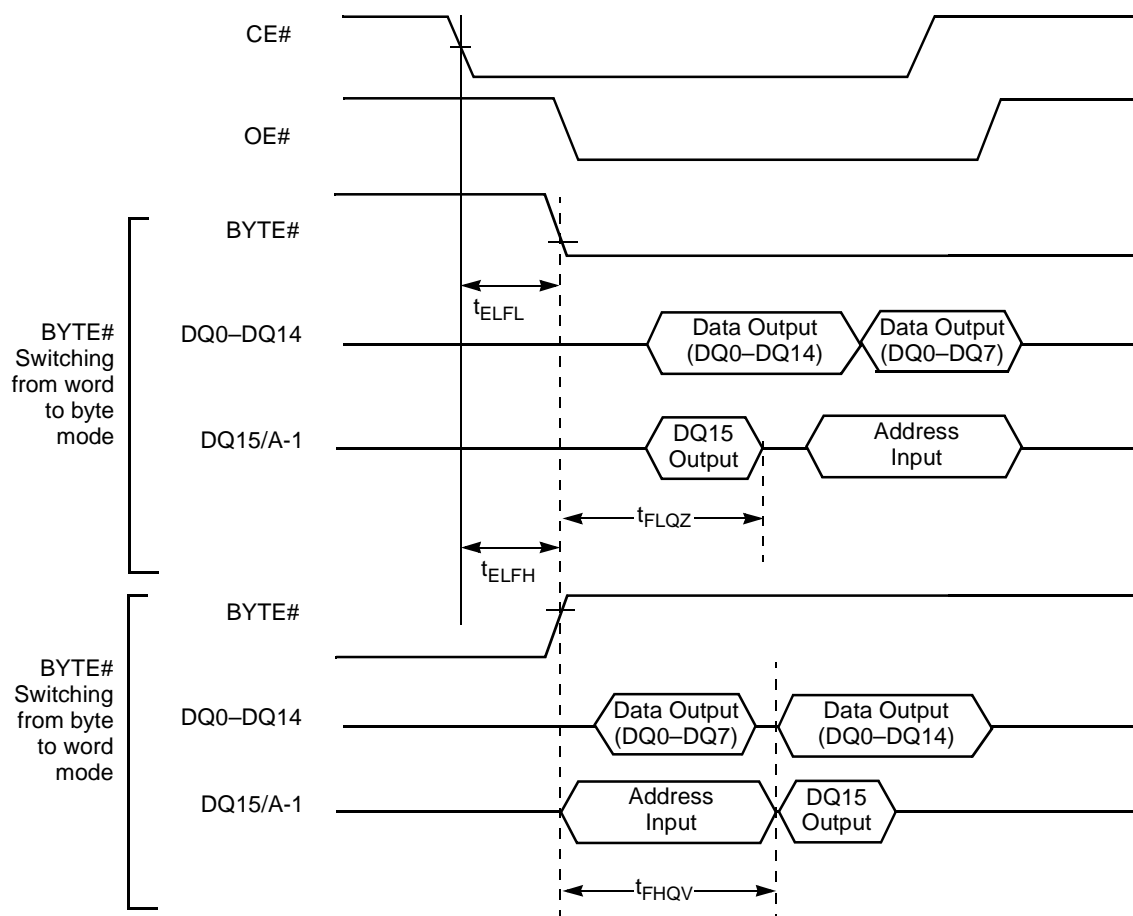 CE#
OE#
BYTE#
tELFL
BYTE#
Switching
from word
to byte
mode
DQ0–DQ14
Data Output
(DQ0–DQ14)
Data Output
(DQ0–DQ7)
DQ15/A-1
DQ15
Output
Address
Input
tFLQZ
tELFH
BYTE#
BYTE#
Switching
from byte
to word
mode
DQ0–DQ14
Data Output
(DQ0–DQ7)
Data Output
(DQ0–DQ14)
DQ15/A-1
Address
Input
DQ15
Output
tFHQV